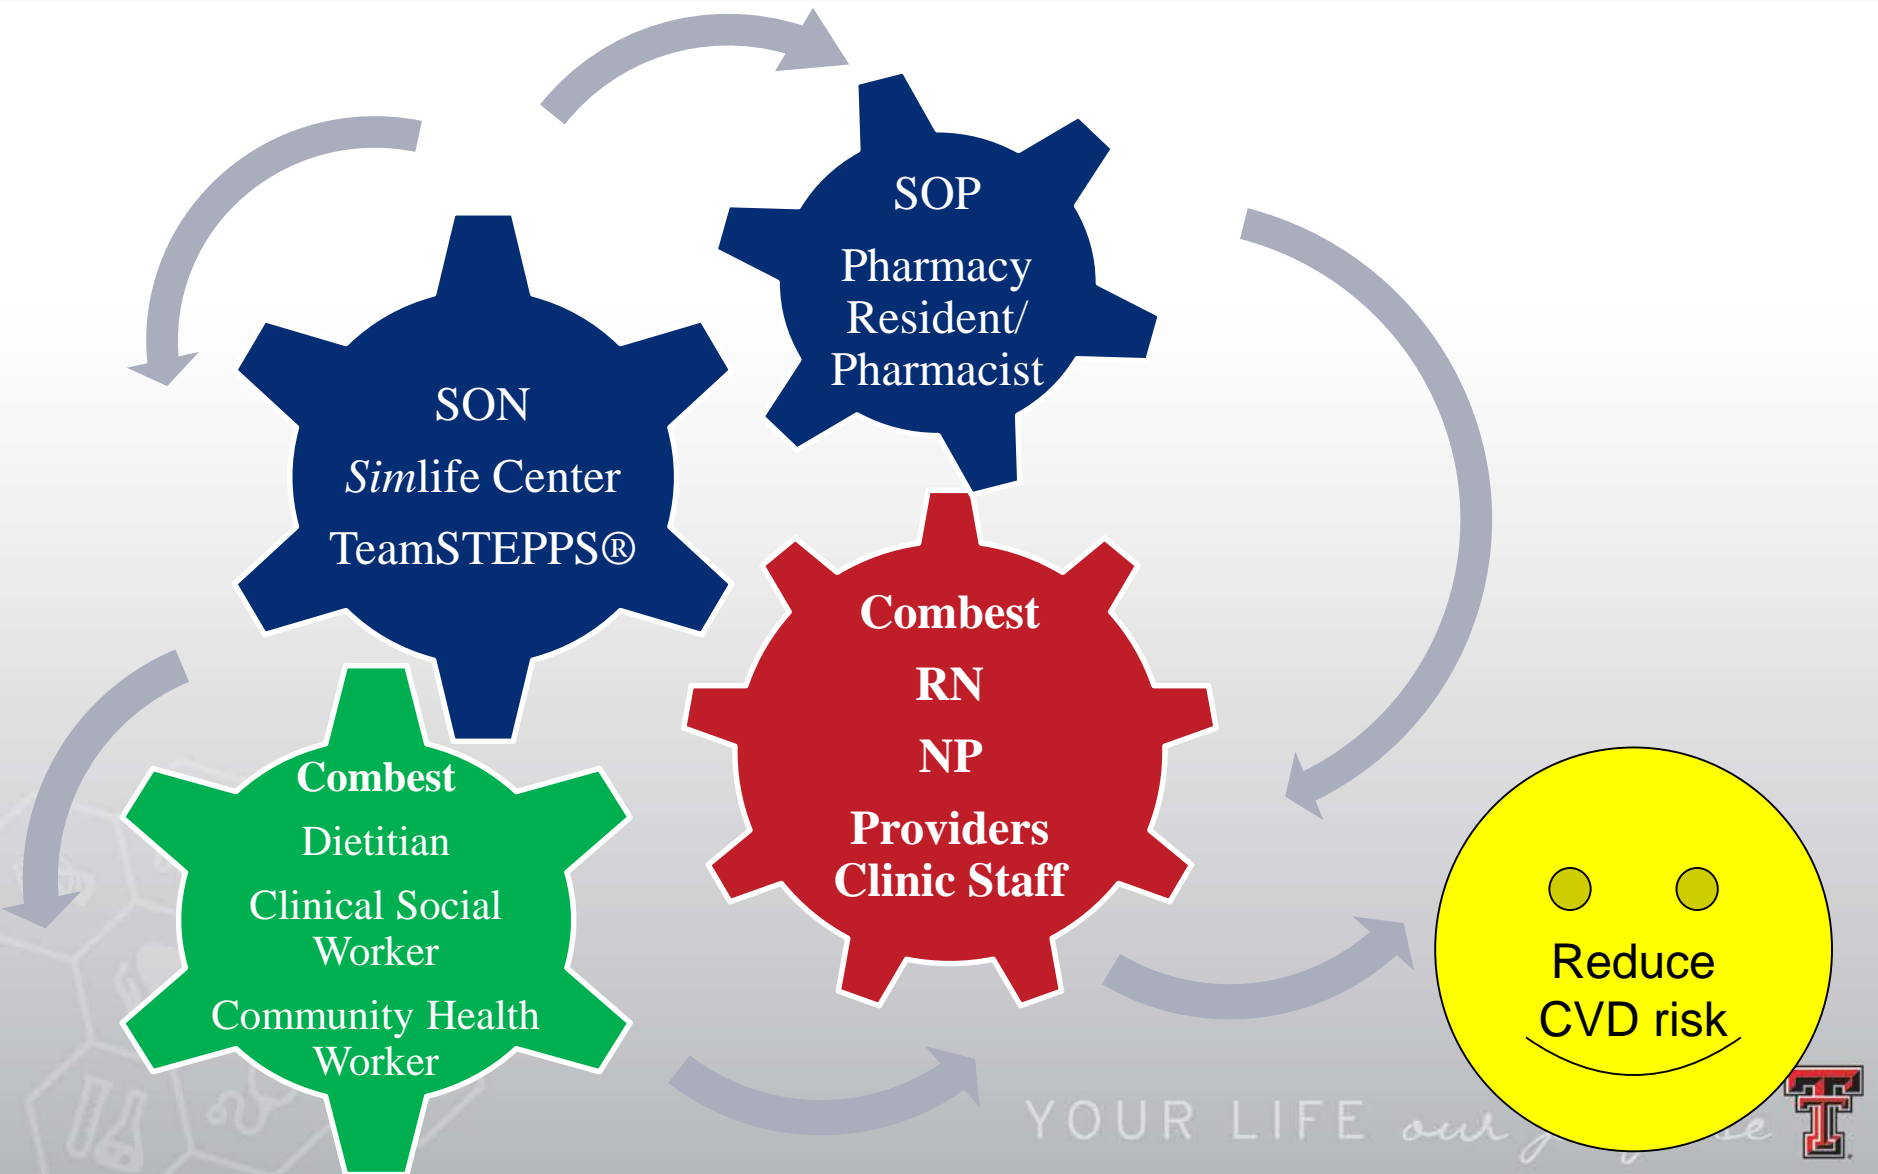 SOP
Pharmacy
Resident/
Pharmacist
SON
Simlife Center
TeamSTEPPS®
Combest
RN
NP
Providers
Clinic Staff
Combest
Dietitian
Clinical Social
Worker
Community Health
Worker
Reduce
CVD risk
YOUR LIFE our